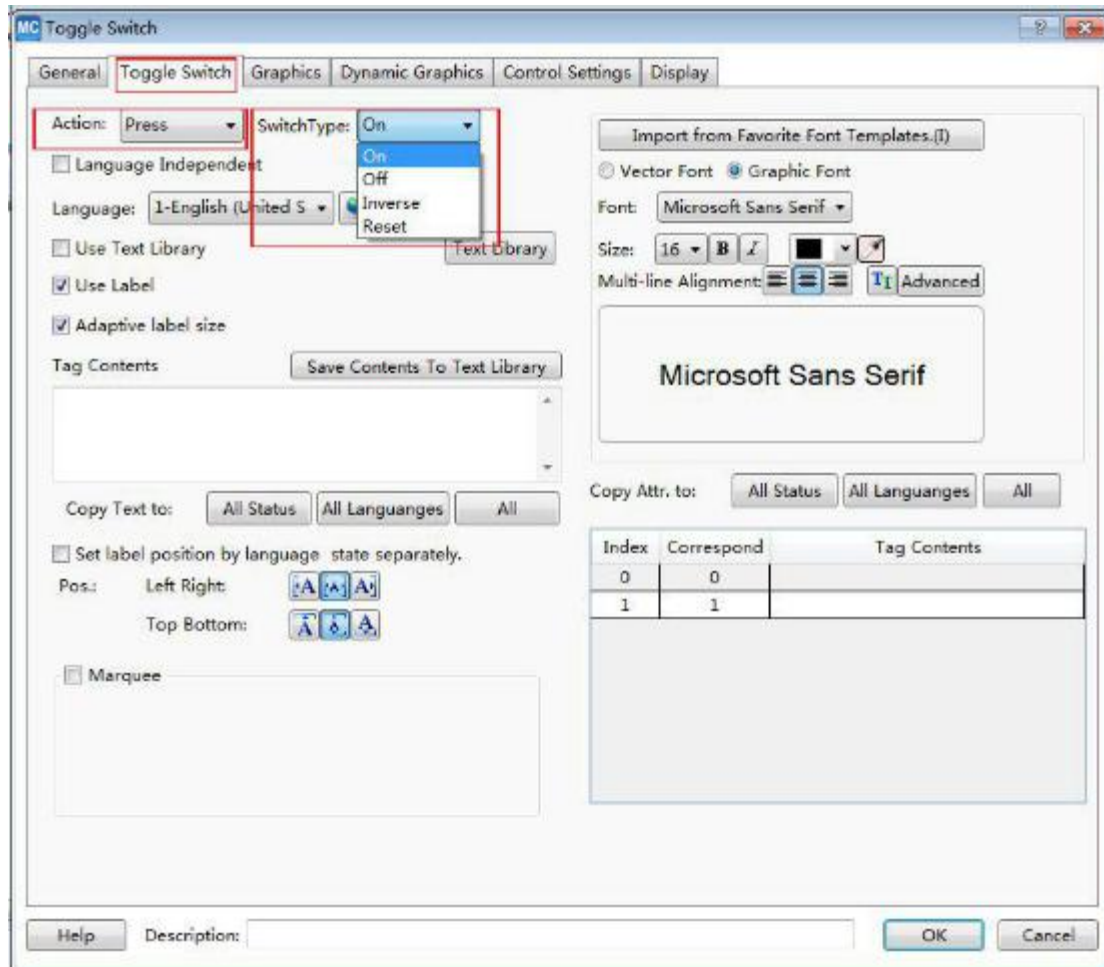 MC Toggle Switch
General Toggle Switch Graphics Dynamic Graphics Control Settings Display
Action: Press SwitchType: On
On
Off
Inverse
Reset
Language Independent
Language: 1-English (United S
Use Text Library Text Library
Use Label
Adaptive label size
Tag Contents Save Contents To Text Library
Copy Text to: All Status All Languanges All
Set label position by language state separately.
Pos.: Left Right: A A A
Top Bottom: A A A
Marquee
Import from Favorite Font Templates.(I)
Vector Font Graphic Font
Font: Microsoft Sans Serif
Size: 16 B I
Multi-line Alignment: TI Advanced
Microsoft Sans Serif
Copy Attr. to: All Status All Languanges All
Index Correspond Tag Contents
0 0
1 1
Help Description: OK Cancel